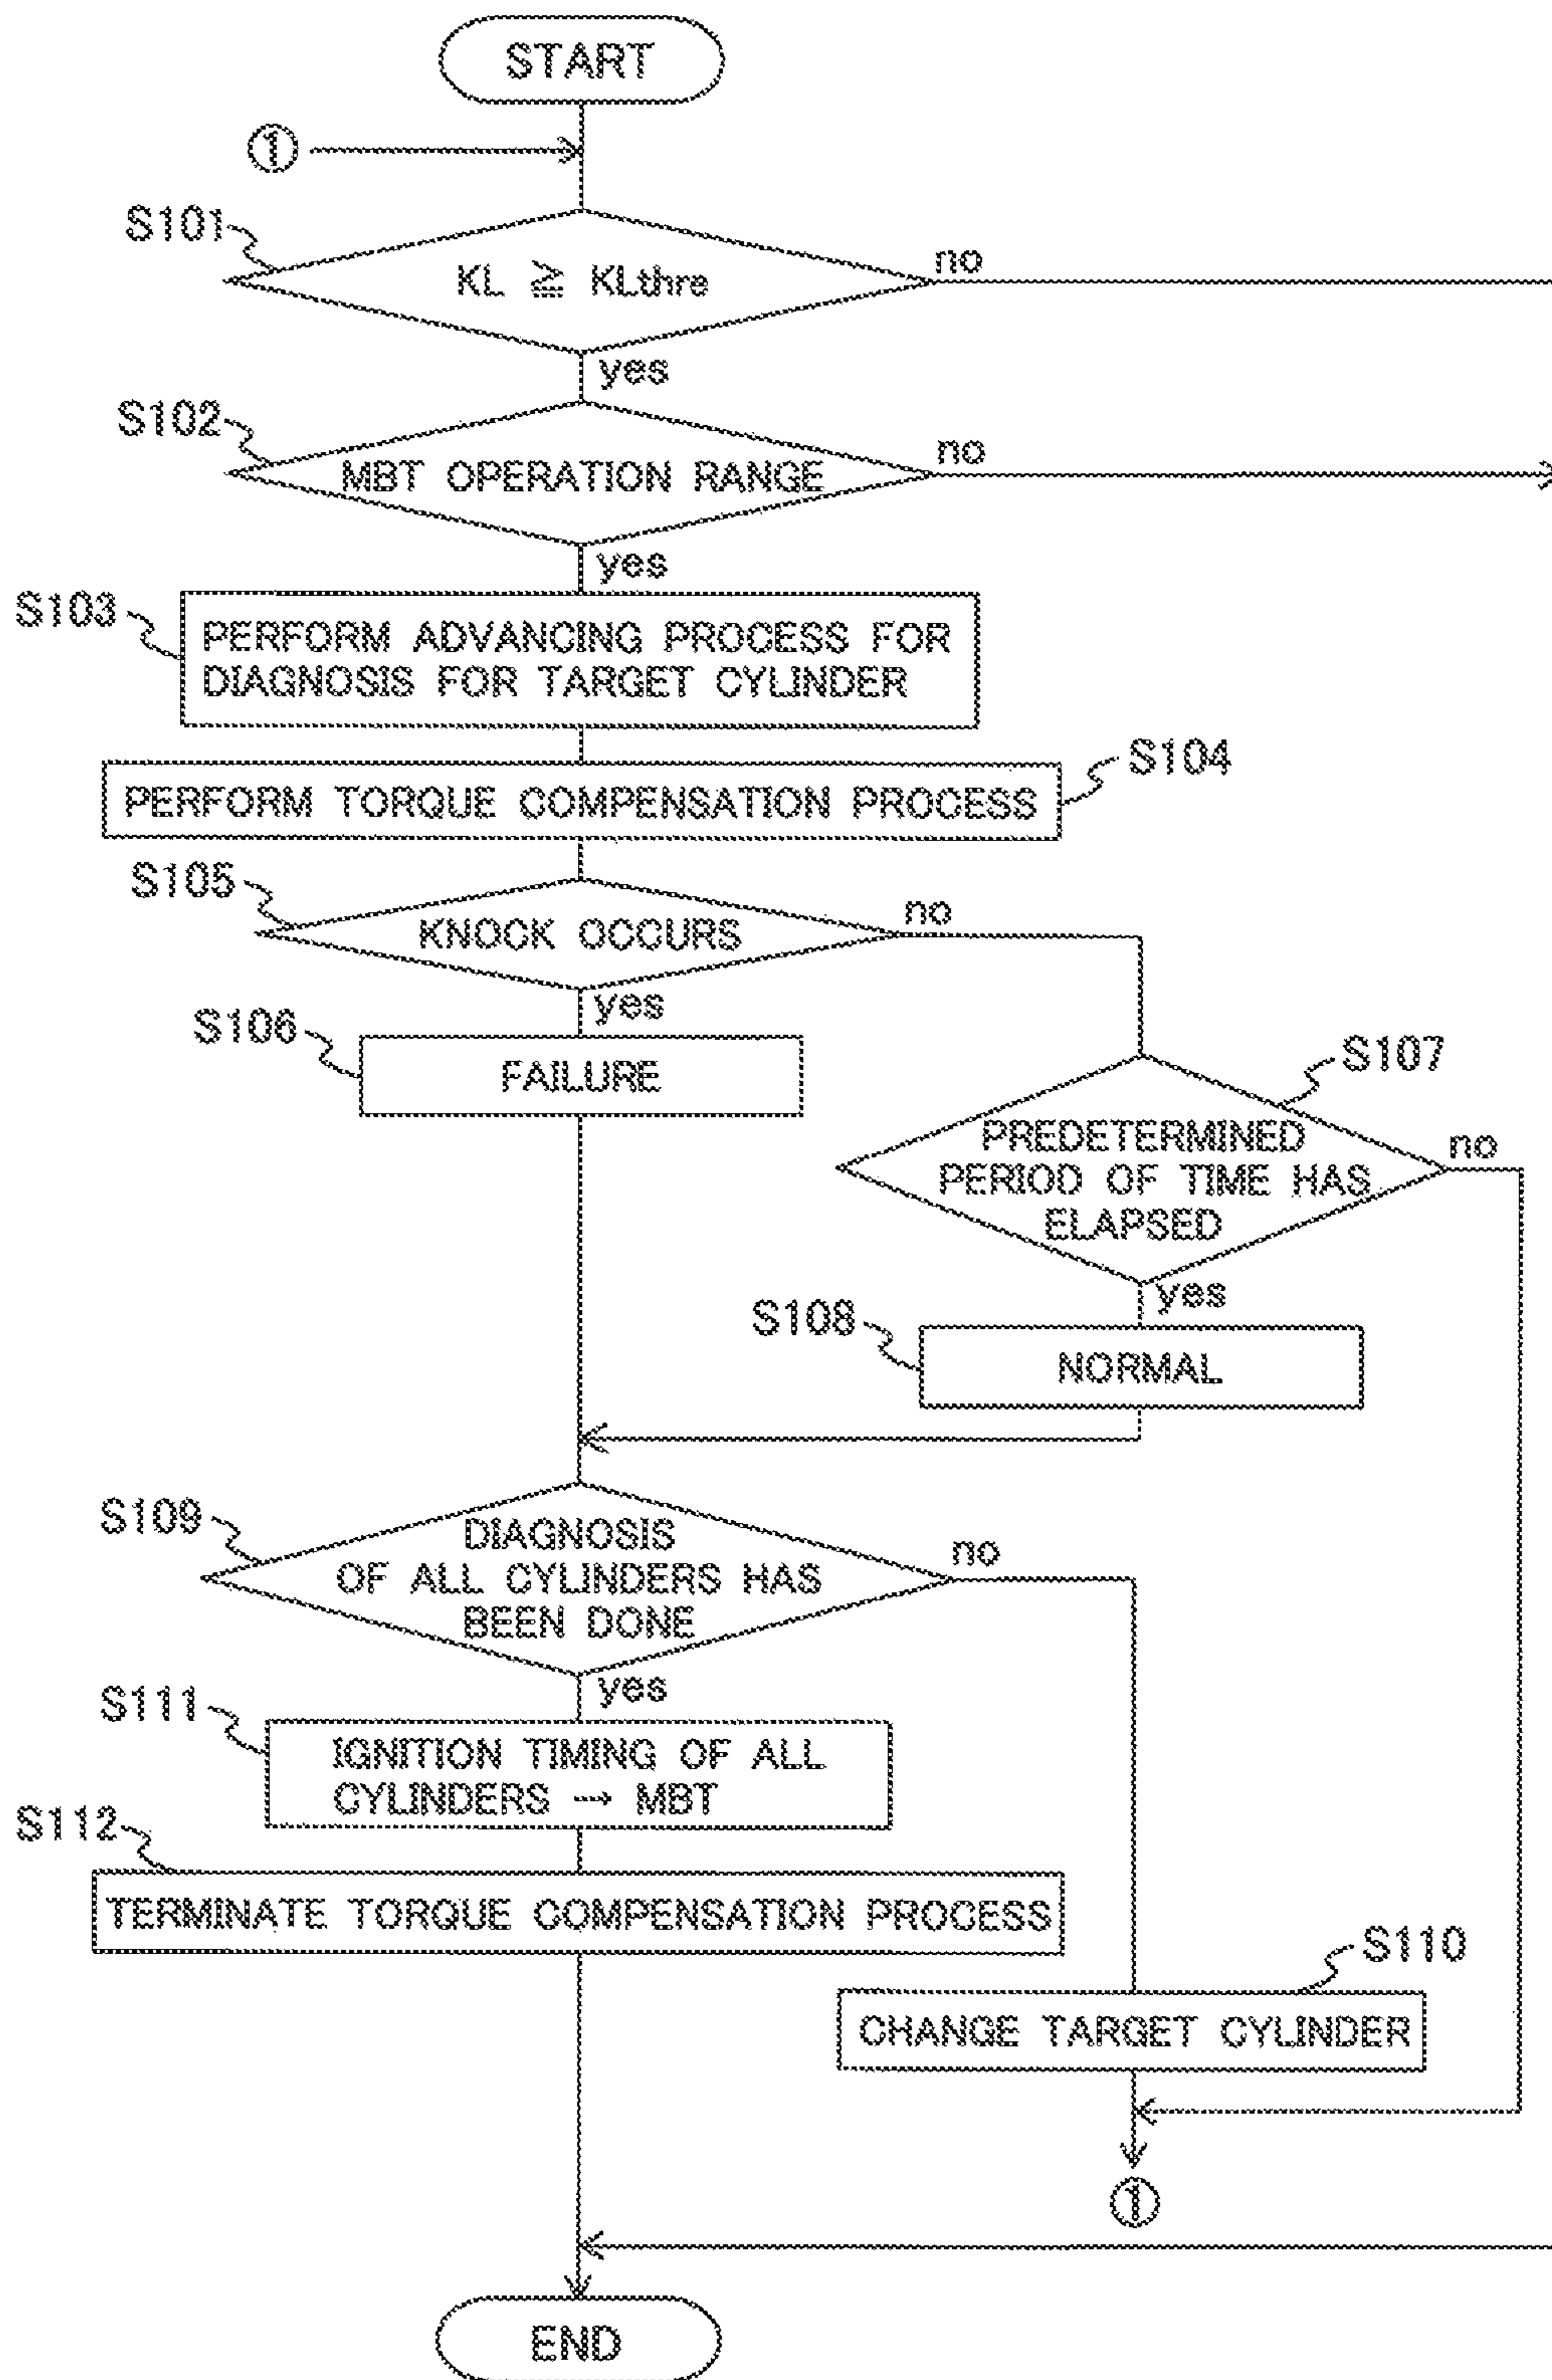 START
①
S101
KL ≧ KLthre
no
yes
S102
MBT OPERATION RANGE
no
yes
S103
PERFORM ADVANCING PROCESS FOR
DIAGNOSIS FOR TARGET CYLINDER
S104
PERFORM TORQUE COMPENSATION PROCESS
S105
KNOCK OCCURS
no
yes
S106
FAILURE
S107
PREDETERMINED
PERIOD OF TIME HAS
ELAPSED
no
yes
S108
NORMAL
S109
DIAGNOSIS
OF ALL CYLINDERS HAS
BEEN DONE
no
yes
S111
IGNITION TIMING OF ALL
CYLINDERS → MBT
S112
TERMINATE TORQUE COMPENSATION PROCESS
S110
CHANGE TARGET CYLINDER
①
END